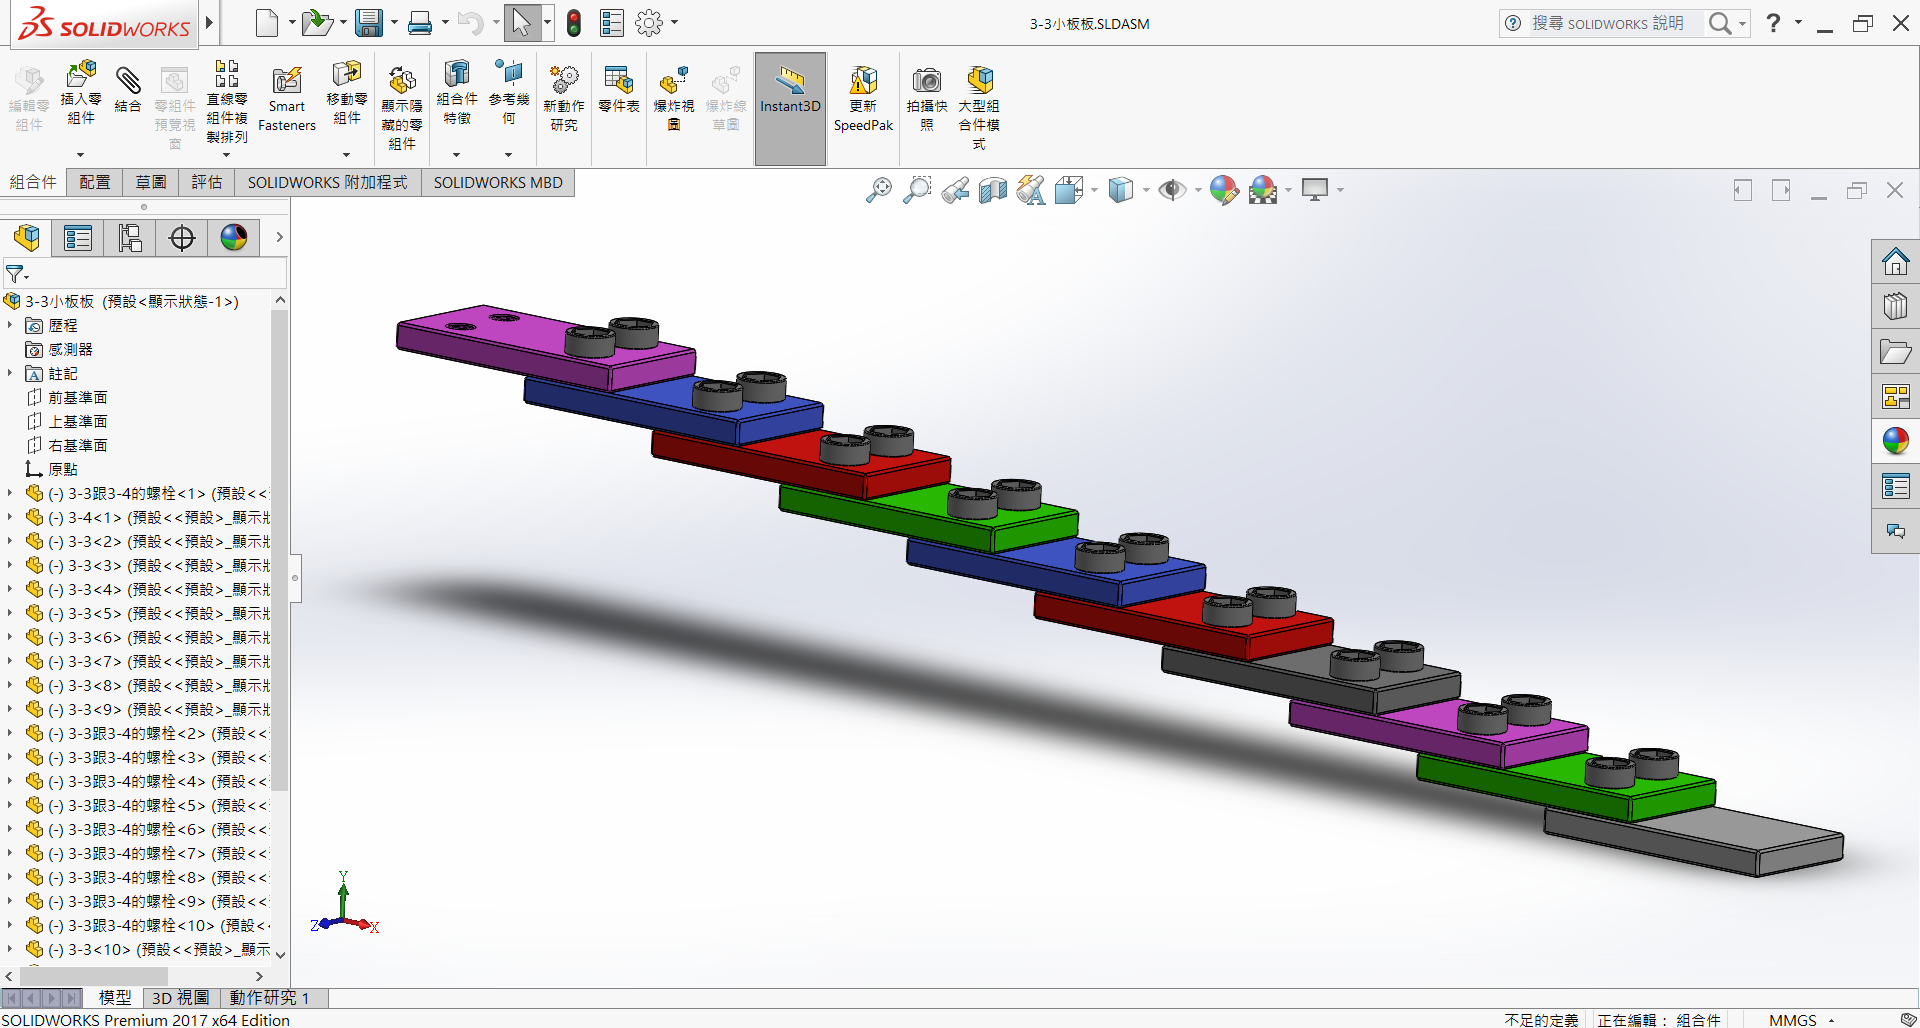 SOLIDWORKS
3-3小板板.SLDASM
搜尋 SOLIDWORKS 說明
編輯零組件
插入零組件
結合
零組件預覽視窗
直線零組件複製排列
Smart Fasteners
移動零組件
顯示隱藏的零組件
組合件特徵
參考幾何
新動作研究
零件表
爆炸視圖
爆炸線草圖
Instant3D
更新 SpeedPak
拍攝快照
大型組合件模式
組合件
配置
草圖
評估
SOLIDWORKS 附加程式
SOLIDWORKS MBD
3-3小板板 (預設<顯示狀態-1>)
歷程
感測器
註記
前基準面
上基準面
右基準面
原點
(-) 3-3跟3-4的螺栓<1> (預設<<
(-) 3-4<1> (預設<<預設>_顯示狀
(-) 3-3<2> (預設<<預設>_顯示狀
(-) 3-3<3> (預設<<預設>_顯示狀
(-) 3-3<4> (預設<<預設>_顯示狀
(-) 3-3<5> (預設<<預設>_顯示狀
(-) 3-3<6> (預設<<預設>_顯示狀
(-) 3-3<7> (預設<<預設>_顯示狀
(-) 3-3<8> (預設<<預設>_顯示狀
(-) 3-3<9> (預設<<預設>_顯示狀
(-) 3-3跟3-4的螺栓<2> (預設<<
(-) 3-3跟3-4的螺栓<3> (預設<<
(-) 3-3跟3-4的螺栓<4> (預設<<
(-) 3-3跟3-4的螺栓<5> (預設<<
(-) 3-3跟3-4的螺栓<6> (預設<<
(-) 3-3跟3-4的螺栓<7> (預設<<
(-) 3-3跟3-4的螺栓<8> (預設<<
(-) 3-3跟3-4的螺栓<9> (預設<<
(-) 3-3跟3-4的螺栓<10> (預設<
(-) 3-3<10> (預設<<預設>_顯示
Y
Z
X
模型
3D 視圖
動作研究 1
SOLIDWORKS Premium 2017 x64 Edition
不足的定義
正在編輯： 組合件
MMGS